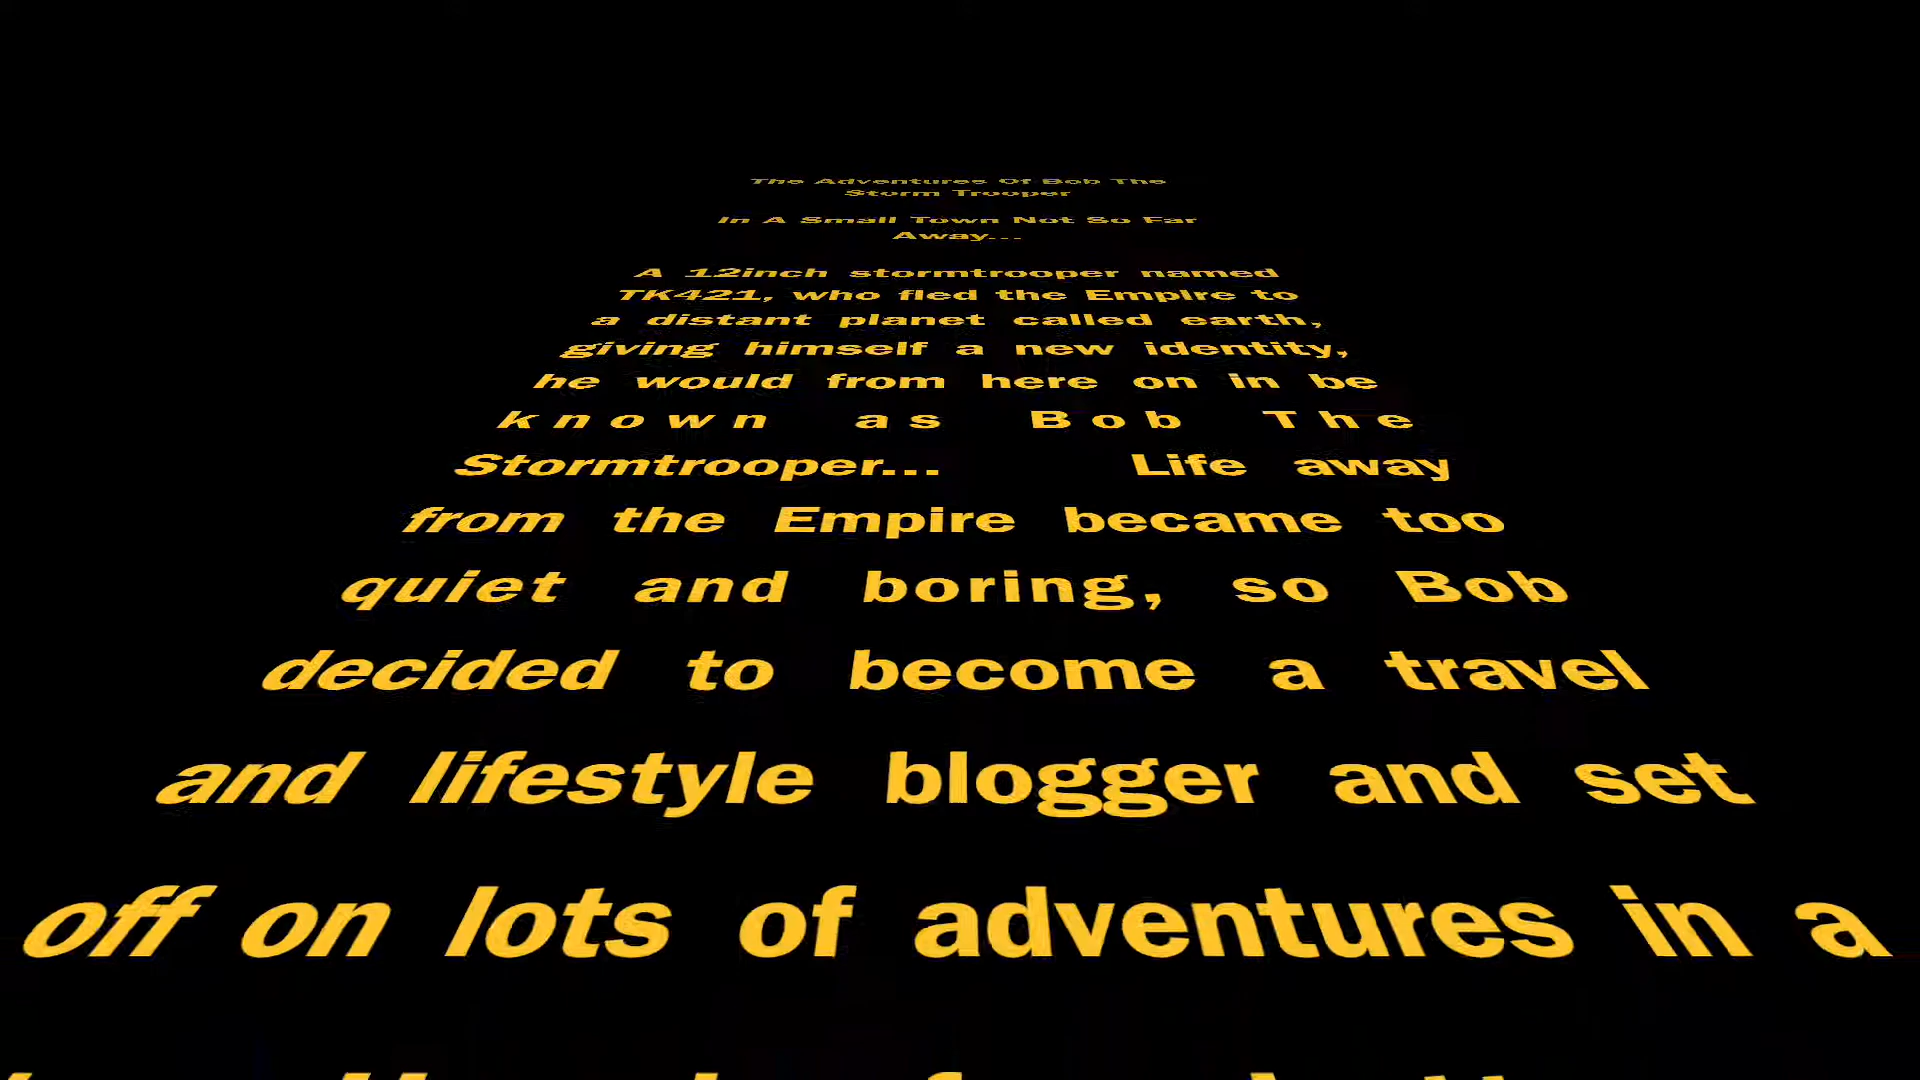 The Adventures Of Bob The
Storm Trooper
In A Small Town Not So Far
Away...
A 12inch stormtrooper named
TK421, who fled the Empire to
a distant planet called earth,
giving himself a new identity,
he would from here on in be
known as Bob The
Stormtrooper... Life away
from the Empire became too
quiet and boring, so Bob
decided to become a travel
and lifestyle blogger and set
off on lots of adventures in a